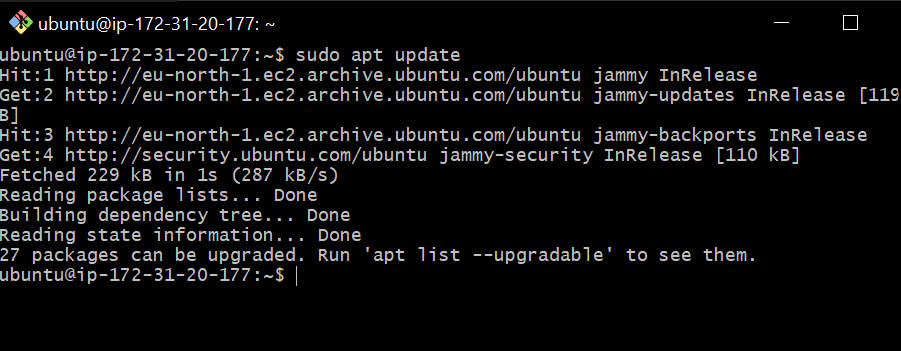 ubuntu@ip-172-31-20-177: ~
ubuntu@ip-172-31-20-177:~$ sudo apt update
Hit:1 http://eu-north-1.ec2.archive.ubuntu.com/ubuntu jammy InRelease
Get:2 http://eu-north-1.ec2.archive.ubuntu.com/ubuntu jammy-updates InRelease [119
B]
Hit:3 http://eu-north-1.ec2.archive.ubuntu.com/ubuntu jammy-backports InRelease
Get:4 http://security.ubuntu.com/ubuntu jammy-security InRelease [110 kB]
Fetched 229 kB in 1s (287 kB/s)
Reading package lists... Done
Building dependency tree... Done
Reading state information... Done
27 packages can be upgraded. Run 'apt list --upgradable' to see them.
ubuntu@ip-172-31-20-177:~$